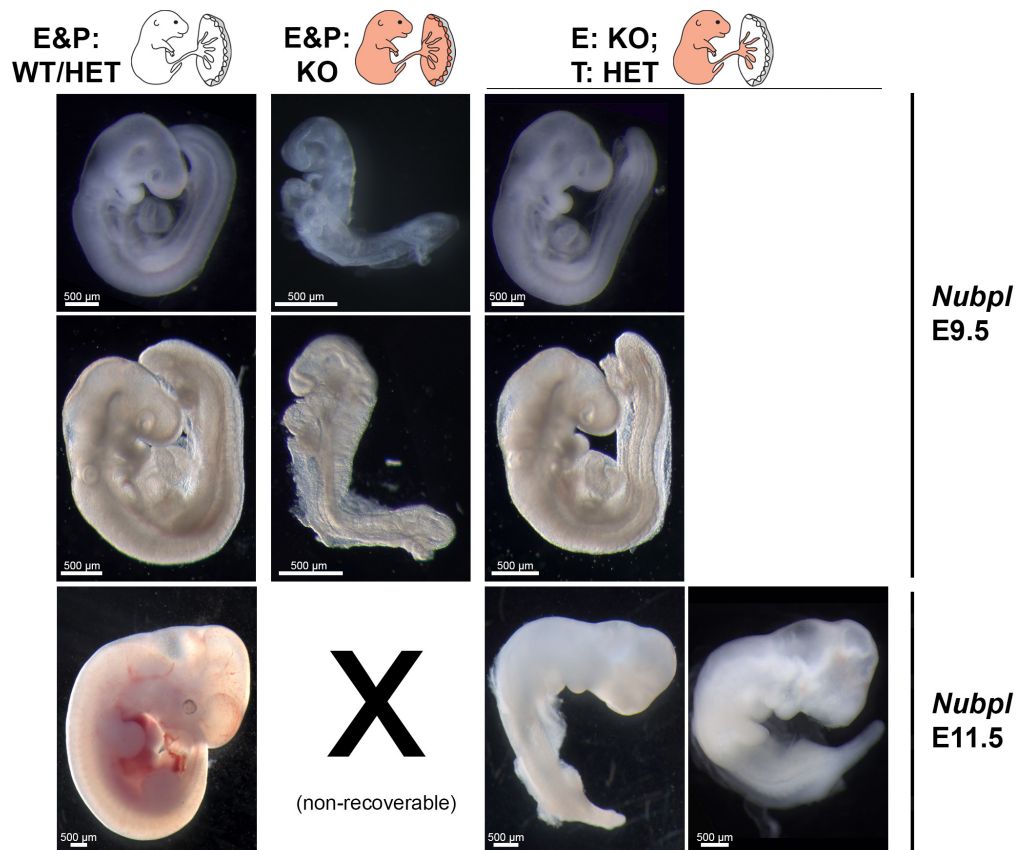 E&P:
WT/HET
E&P:
KO
E: KO;
T: HET
500 µm
500 µm
500 µm
Nubpl
E9.5
500 µm
500 µm
500 µm
500 µm
X
(non-recoverable)
500 µm
500 µm
Nubpl
E11.5